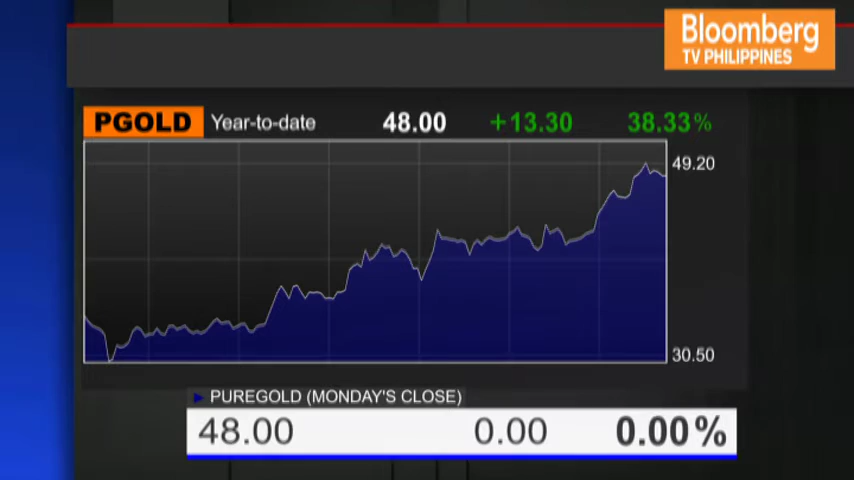 Bloomberg
TV PHILIPPINES
PGOLD Year-to-date 48.00 +13.30 38.33%
49.20
30.50
PUREGOLD (MONDAY'S CLOSE)
48.00 0.00 0.00%